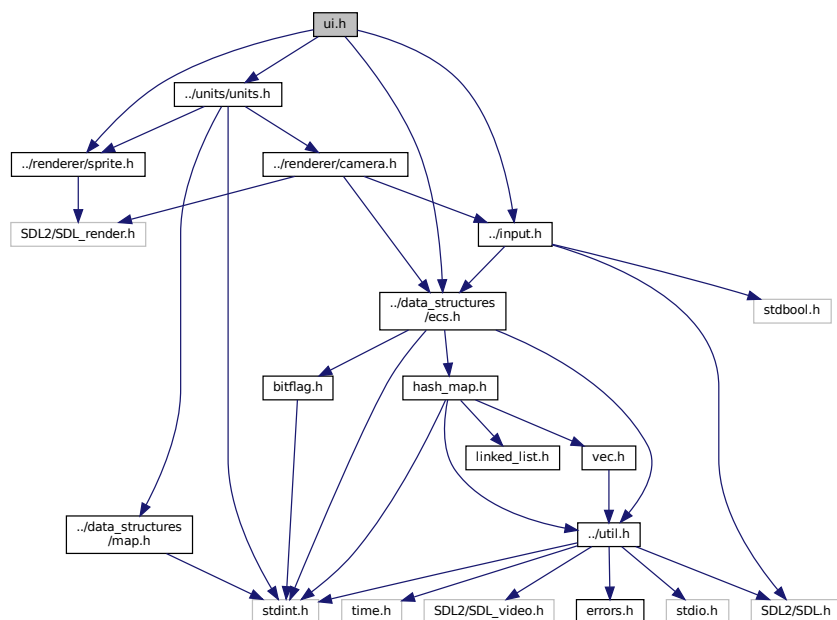 ui.h
../units/units.h
../renderer/sprite.h
../renderer/camera.h
SDL2/SDL_render.h
../input.h
../data_structures
/ecs.h
stdbool.h
bitflag.h
hash_map.h
linked_list.h
vec.h
../data_structures
/map.h
../util.h
stdint.h
time.h
SDL2/SDL_video.h
errors.h
stdio.h
SDL2/SDL.h